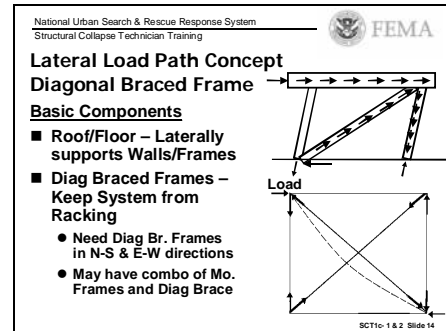 National Urban Search & Rescue Response System
Structural Collapse Technician Training
FEMA
Lateral Load Path Concept
Diagonal Braced Frame
Basic Components
■ Roof/Floor – Laterally
supports Walls/Frames
■ Diag Braced Frames –
Keep System from
Racking
● Need Diag Br. Frames
in N-S & E-W directions
● May have combo of Mo.
Frames and Diag Brace
Load
SCT1c- 1 & 2 Slide 14